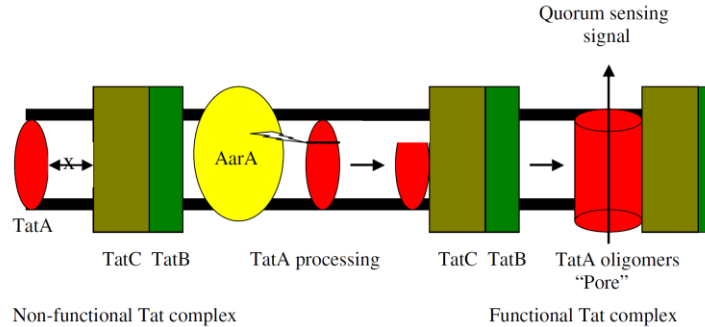 Quorum sensing
signal
X
AarA
TatA
TatC TatB
TatA processing
TatC TatB
TatA oligomers
“Pore”
Non-functional Tat complex
Functional Tat complex